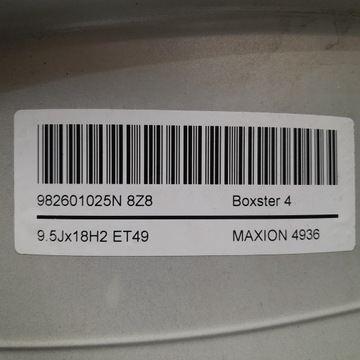 982601025N 8Z8 Boxster 4
9.5Jx18H2 ET49 MAXION 4936